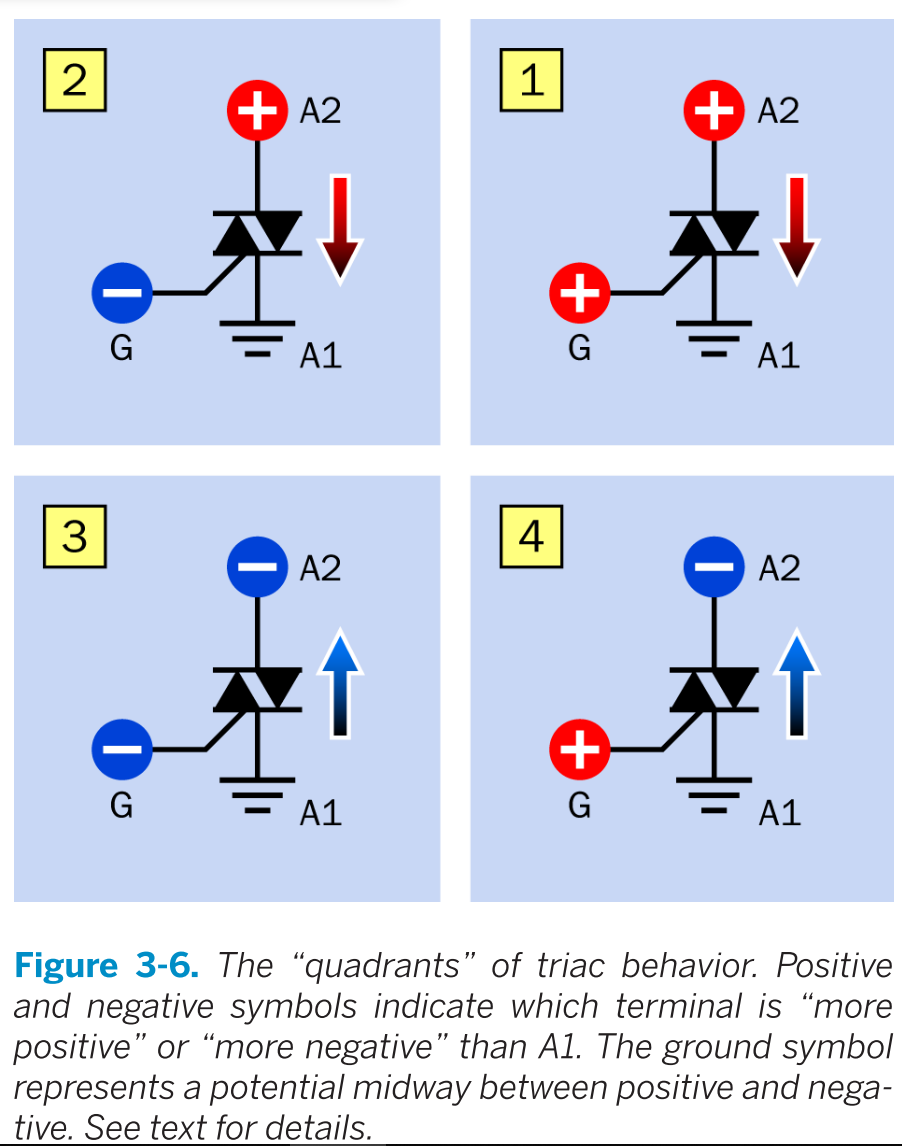 2
+
A2
−
G
A1
1
+
A2
+
G
A1
3
−
A2
−
G
A1
4
−
A2
+
G
A1
Figure 3-6. The “quadrants” of triac behavior. Positive
and negative symbols indicate which terminal is “more
positive” or “more negative” than A1. The ground symbol
represents a potential midway between positive and nega-
tive. See text for details.